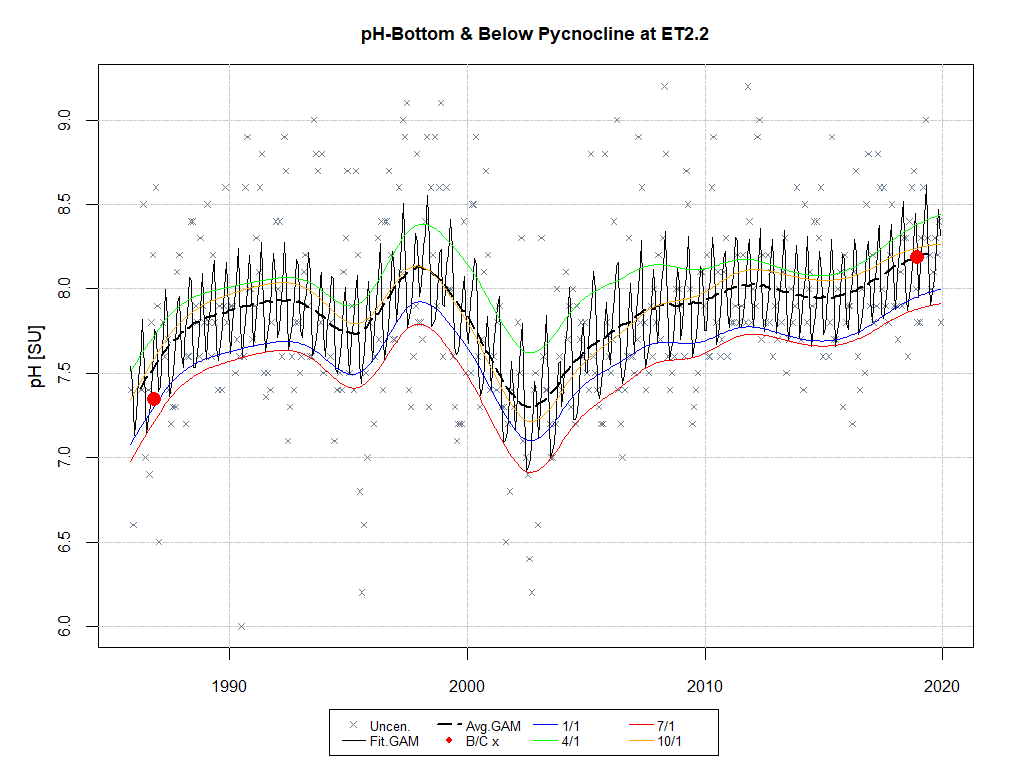 pH-Bottom & Below Pycnocline at ET2.2
pH [SU]
9.0
8.5
8.0
7.5
7.0
6.5
6.0
1990 2000 2010 2020
Uncen. Avg.GAM 1/1 7/1
Fit.GAM B/C x 4/1 10/1